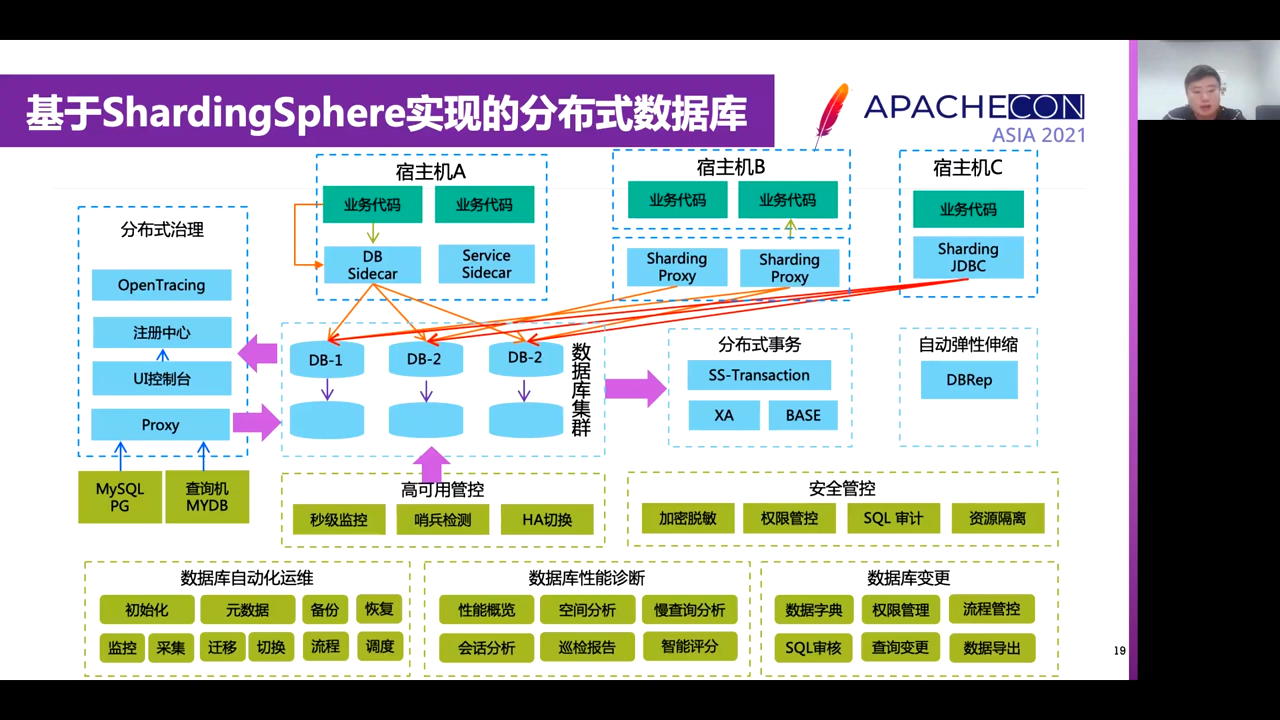 基于ShardingSphere实现的分布式数据库
APACHECON
ASIA 2021
宿主机A
业务代码
业务代码
DB
Sidecar
Service
Sidecar
宿主机B
业务代码
业务代码
Sharding
Proxy
Sharding
Proxy
宿主机C
业务代码
Sharding
JDBC
分布式治理
OpenTracing
注册中心
UI控制台
Proxy
MySQL
PG
查询机
MYDB
DB-1
DB-2
DB-2
数据库集群
分布式事务
SS-Transaction
XA
BASE
自动弹性伸缩
DBRep
高可用管控
秒级监控
哨兵检测
HA切换
安全管控
加密脱敏
权限管控
SQL 审计
资源隔离
数据库自动化运维
初始化
元数据
备份
恢复
监控
采集
迁移
切换
流程
调度
数据库性能诊断
性能概览
空间分析
慢查询分析
会话分析
巡检报告
智能评分
数据库变更
数据字典
权限管理
流程管控
SQL审核
查询变更
数据导出
19